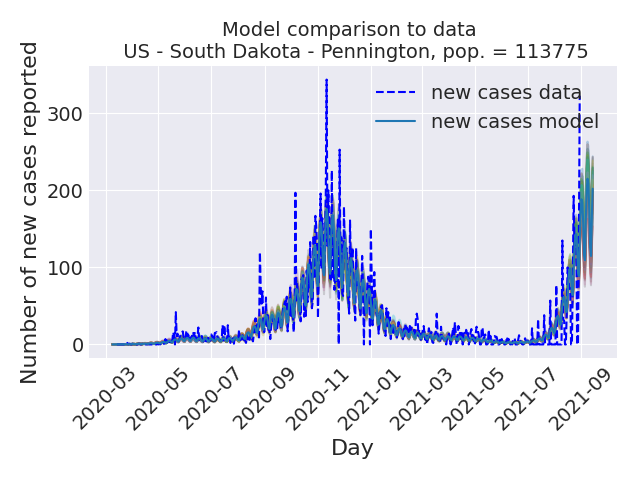 Model comparison to data
US - South Dakota - Pennington, pop. = 113775
Number of new cases reported
300
200
100
0
new cases data
new cases model
2020-03
2020-05
2020-07
2020-09
2020-11
2021-01
2021-03
2021-05
2021-07
2021-09
Day